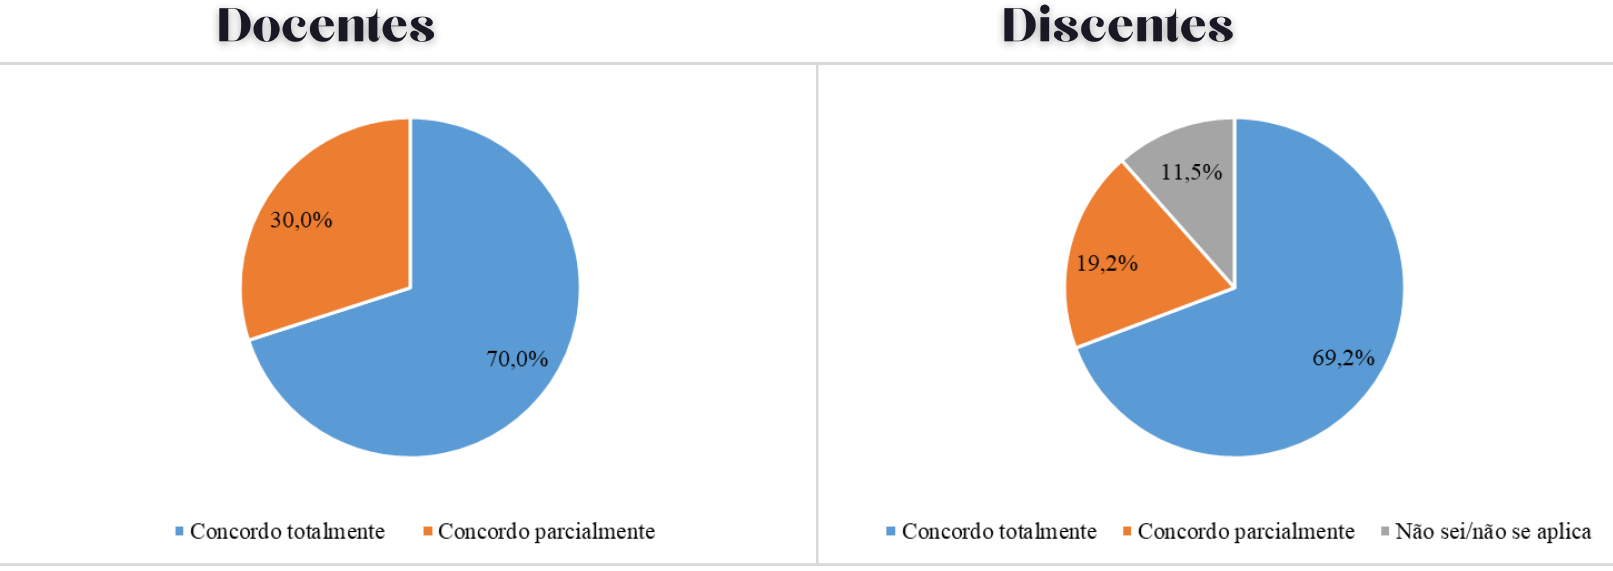 Docentes
Discentes
30,0%
70,0%
Concordo totalmente Concordo parcialmente
11,5%
19,2%
69,2%
Concordo totalmente Concordo parcialmente Não sei/não se aplica